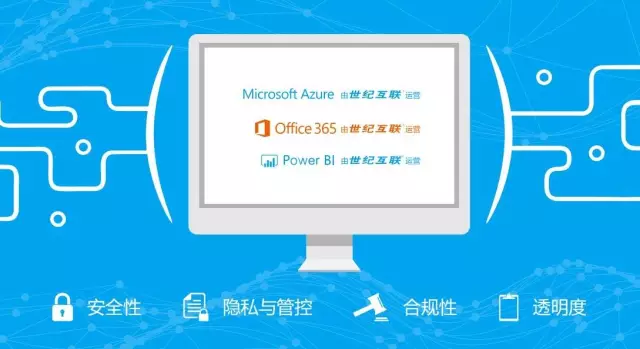 Microsoft Azure 由世纪互联运营
Office 365 由世纪互联运营
Power BI 由世纪互联运营
安全性 隐私与管控 合规性 透明度